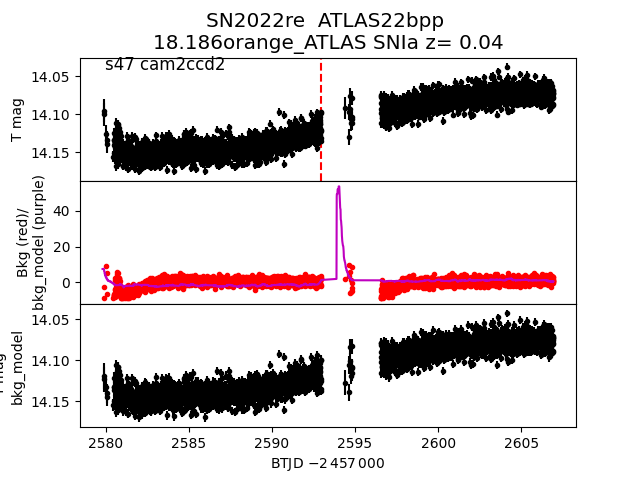 SN2022re ATLAS22bpp
18.186orange_ATLAS SNIa z= 0.04
s47 cam2ccd2
T mag
14.05
14.10
14.15
Bkg (red)/
bkg_model (purple)
40
20
0
bkg_model
14.05
14.10
14.15
2580 2585 2590 2595 2600 2605
BTJD −2 457 000